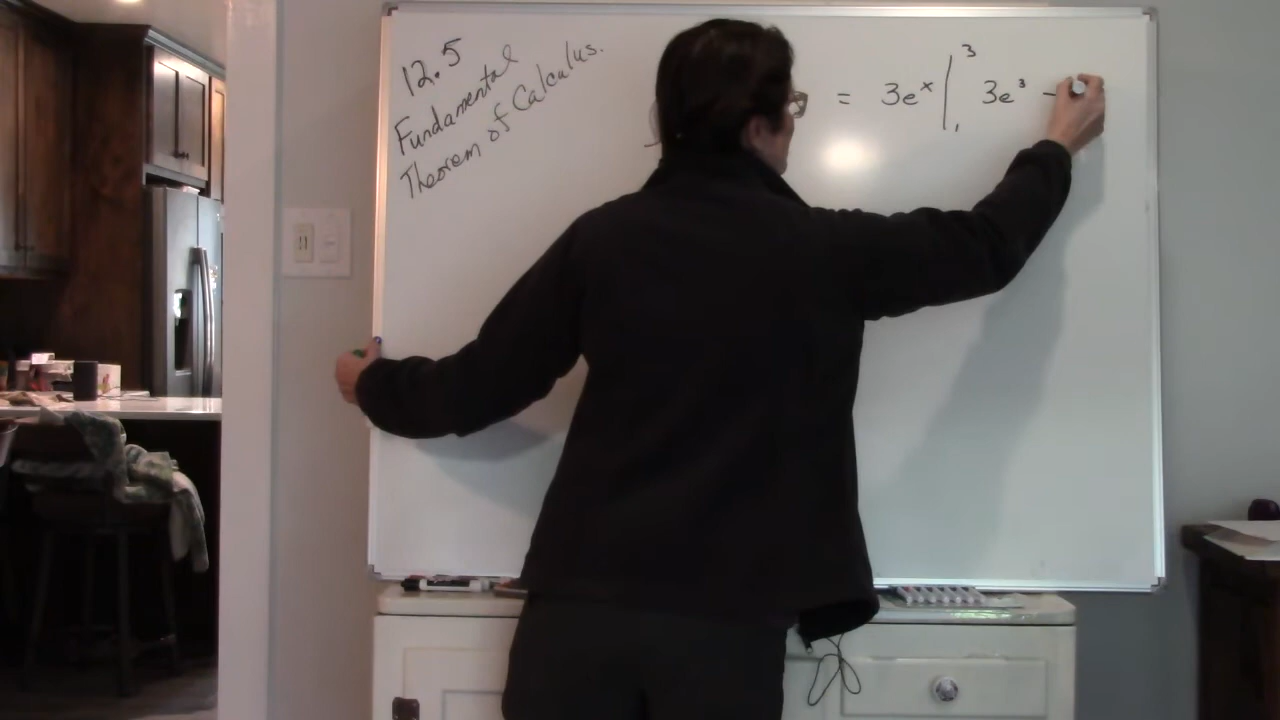 12.5
Fundamental
Theorem of Calculus.
= 3eˣ |₁³ 3e³ –